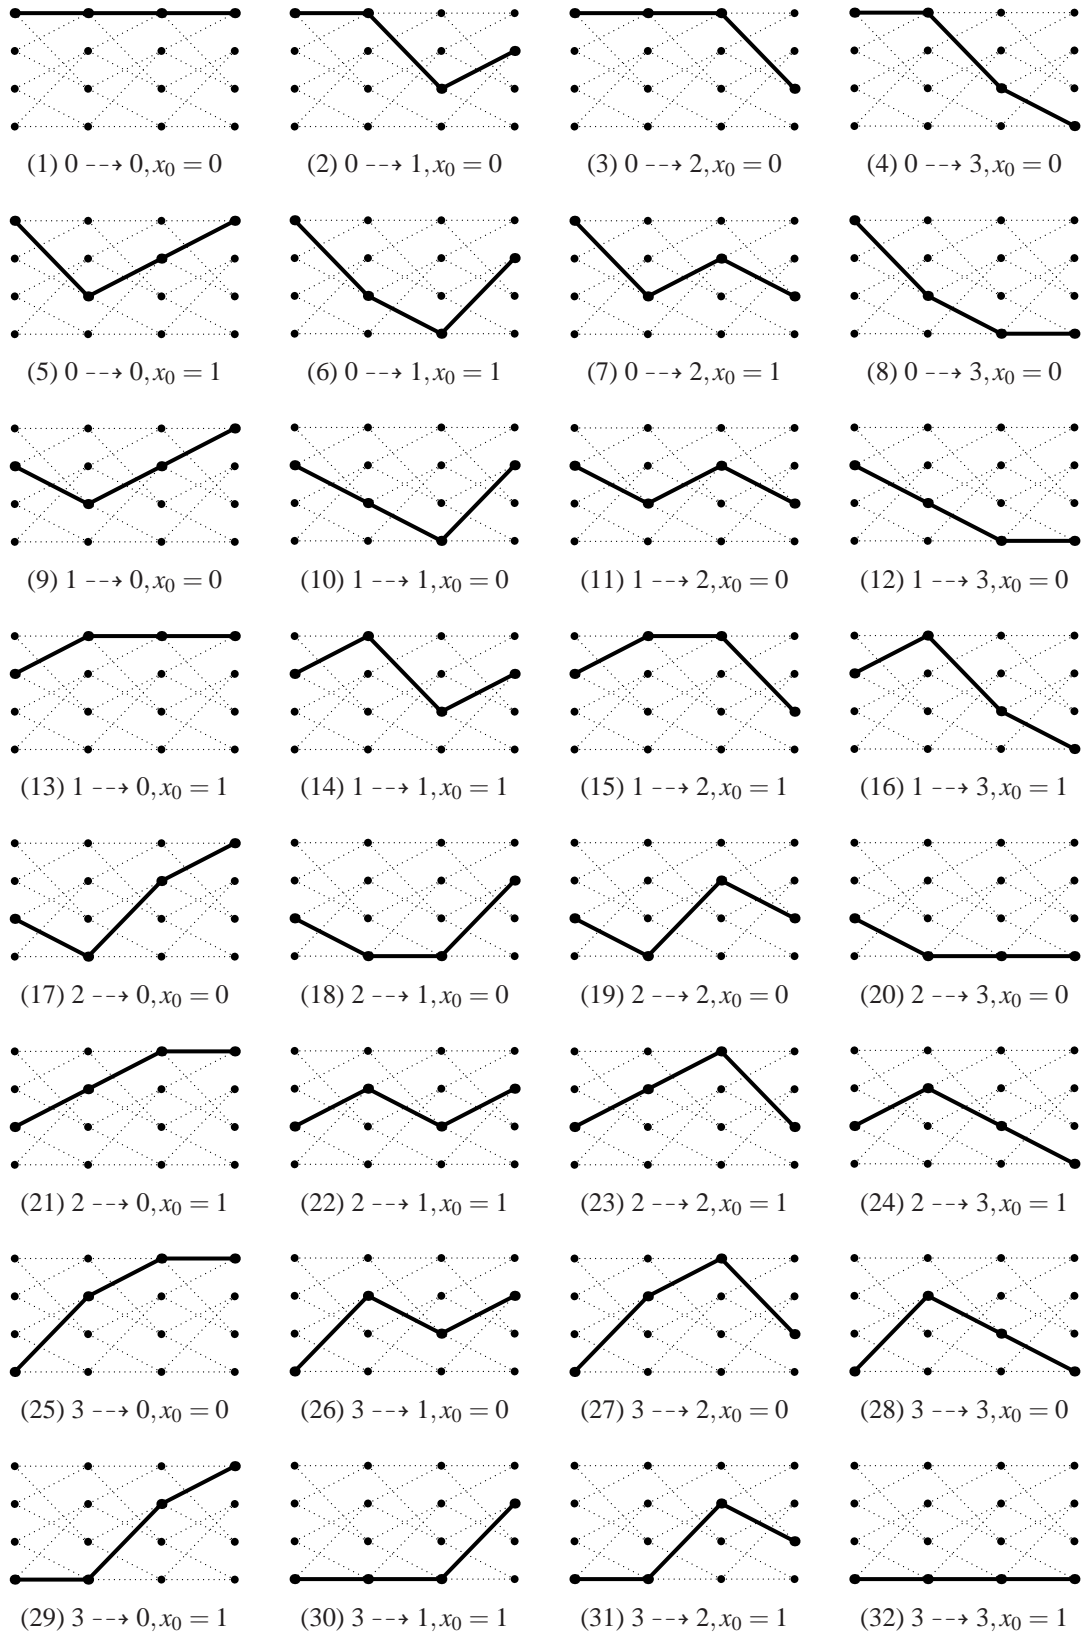 (1) 0 --→ 0, x₀ = 0 (2) 0 --→ 1, x₀ = 0 (3) 0 --→ 2, x₀ = 0 (4) 0 --→ 3, x₀ = 0
(5) 0 --→ 0, x₀ = 1 (6) 0 --→ 1, x₀ = 1 (7) 0 --→ 2, x₀ = 1 (8) 0 --→ 3, x₀ = 0
(9) 1 --→ 0, x₀ = 0 (10) 1 --→ 1, x₀ = 0 (11) 1 --→ 2, x₀ = 0 (12) 1 --→ 3, x₀ = 0
(13) 1 --→ 0, x₀ = 1 (14) 1 --→ 1, x₀ = 1 (15) 1 --→ 2, x₀ = 1 (16) 1 --→ 3, x₀ = 1
(17) 2 --→ 0, x₀ = 0 (18) 2 --→ 1, x₀ = 0 (19) 2 --→ 2, x₀ = 0 (20) 2 --→ 3, x₀ = 0
(21) 2 --→ 0, x₀ = 1 (22) 2 --→ 1, x₀ = 1 (23) 2 --→ 2, x₀ = 1 (24) 2 --→ 3, x₀ = 1
(25) 3 --→ 0, x₀ = 0 (26) 3 --→ 1, x₀ = 0 (27) 3 --→ 2, x₀ = 0 (28) 3 --→ 3, x₀ = 0
(29) 3 --→ 0, x₀ = 1 (30) 3 --→ 1, x₀ = 1 (31) 3 --→ 2, x₀ = 1 (32) 3 --→ 3, x₀ = 1